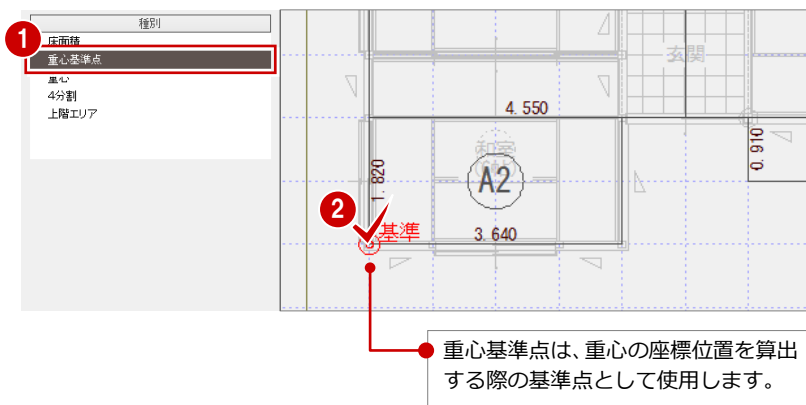 種別
1
床面積
重心基準点
重心
4分割
上階エリア
玄関
4.550
和室
0.910
1.820
A2
2
基準
3.640
重心基準点は、重心の座標位置を算出
する際の基準点として使用します。